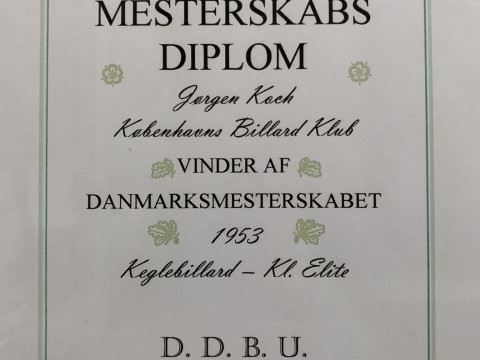 MESTERSKABS
DIPLOM
Jørgen Koch
Københavns Billard Klub
VINDER AF
DANMARKSMESTERSKABET
1953
Keglebillard – Kl. Elite
D. D. B. U.